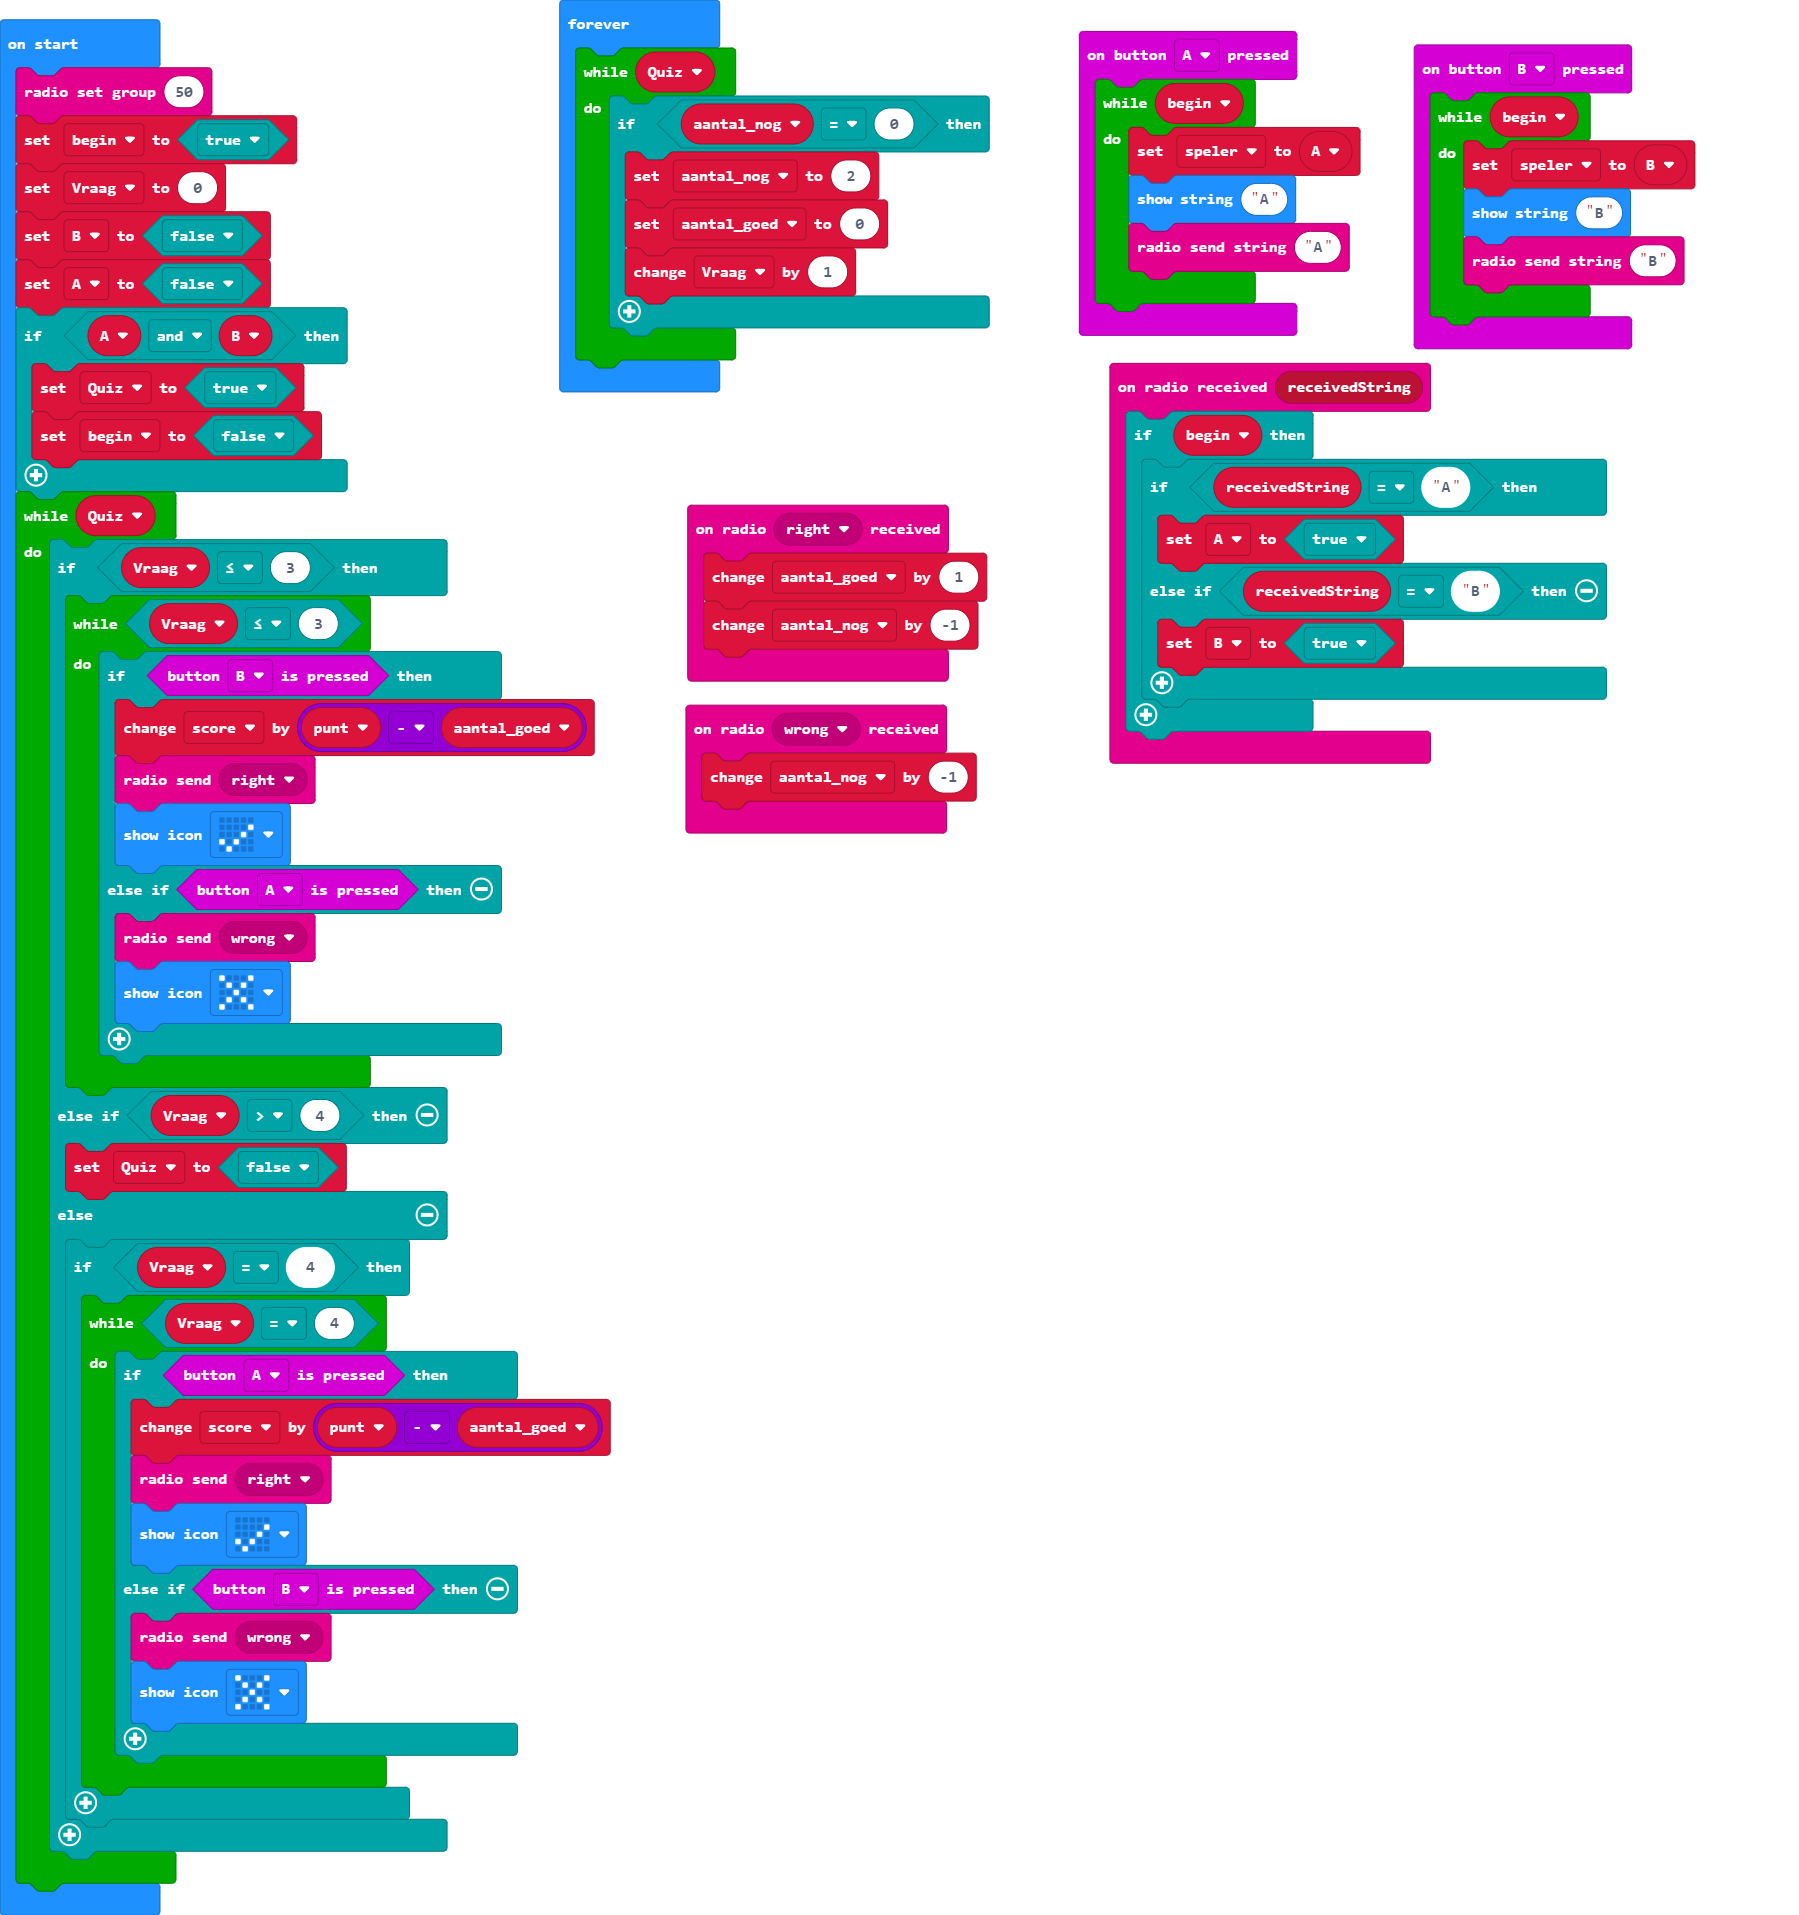 on start
radio set group 50
set begin to true
set Vraag to 0
set B to false
set A to false
if A and B then
set Quiz to true
set begin to false
while Quiz
do if Vraag ≤ 3 then
while Vraag ≤ 3
do if button B is pressed then
change score by punt - aantal_goed
radio send right
show icon
else if button A is pressed then
radio send wrong
show icon
else if Vraag > 4 then
set Quiz to false
else
if Vraag = 4 then
while Vraag = 4
do if button A is pressed then
change score by punt - aantal_goed
radio send right
show icon
else if button B is pressed then
radio send wrong
show icon
forever
while Quiz
do if aantal_nog = 0 then
set aantal_nog to 2
set aantal_goed to 0
change Vraag by 1
on radio right received
change aantal_goed by 1
change aantal_nog by -1
on radio wrong received
change aantal_nog by -1
on button A pressed
while begin
do set speler to A
show string "A"
radio send string "A"
on button B pressed
while begin
do set speler to B
show string "B"
radio send string "B"
on radio received receivedString
if begin then
if receivedString = "A" then
set A to true
else if receivedString = "B" then
set B to true